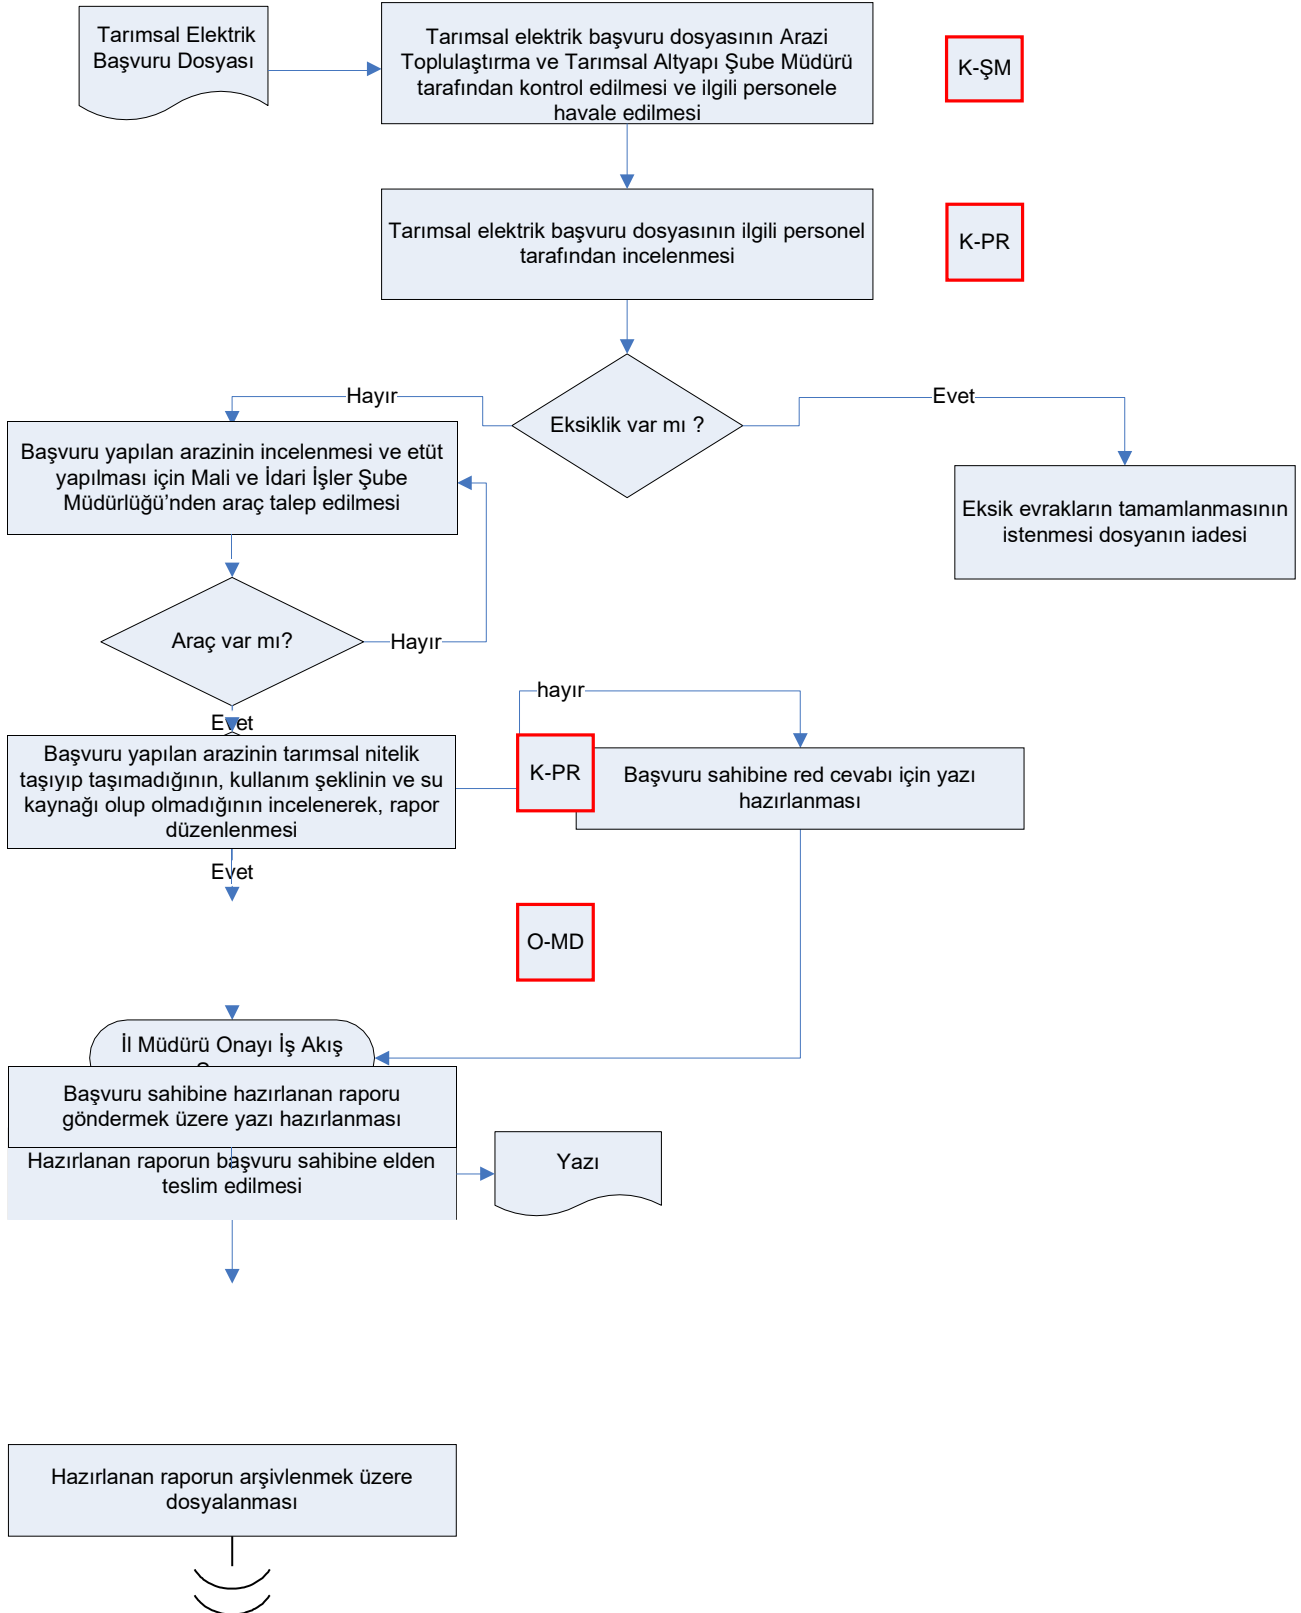 Tarımsal Elektrik
Başvuru Dosyası
Tarımsal elektrik başvuru dosyasının Arazi
Toplulaştırma ve Tarımsal Altyapı Şube Müdürü
tarafından kontrol edilmesi ve ilgili personele
havale edilmesi
K-ŞM
Tarımsal elektrik başvuru dosyasının ilgili personel
tarafından incelenmesi
K-PR
Hayır
Evet
Eksiklik var mı ?
Başvuru yapılan arazinin incelenmesi ve etüt
yapılması için Mali ve İdari İşler Şube
Müdürlüğü’nden araç talep edilmesi
Eksik evrakların tamamlanmasının
istenmesi dosyanın iadesi
Araç var mı?
Hayır
hayır
Evet
Başvuru yapılan arazinin tarımsal nitelik
taşıyıp taşımadığının, kullanım şeklinin ve su
kaynağı olup olmadığının incelenerek, rapor
düzenlenmesi
K-PR
Başvuru sahibine red cevabı için yazı
hazırlanması
Evet
O-MD
İl Müdürü Onayı İş Akış
Başvuru sahibine hazırlanan raporu
göndermek üzere yazı hazırlanması
Hazırlanan raporun başvuru sahibine elden
teslim edilmesi
Yazı
Hazırlanan raporun arşivlenmek üzere
dosyalanması